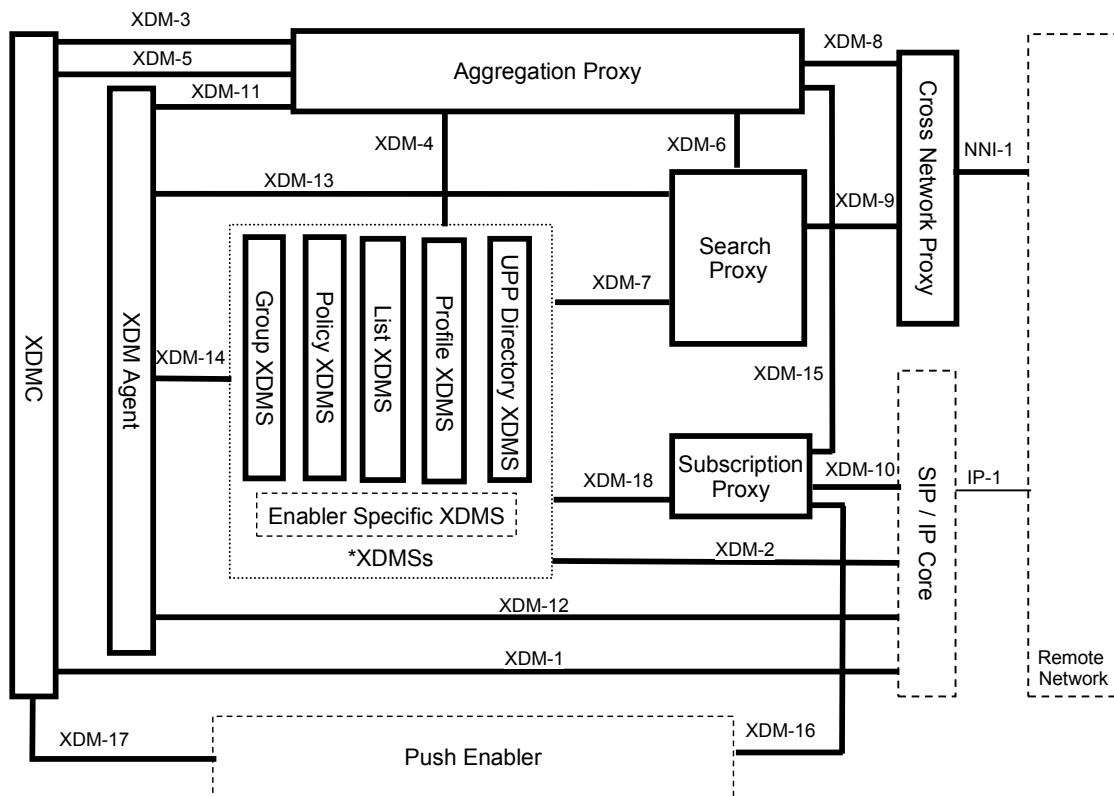 XDM-3
XDM-5
XDM-11
Aggregation Proxy
XDM-8
XDM-4
XDM-6
NNI-1
XDM-13
XDM-9
Cross Network Proxy
Search
Proxy
XDM-7
XDMC
XDM Agent
XDM-14
Group XDMS
Policy XDMS
List XDMS
Profile XDMS
UPP Directory XDMS
XDM-15
Enabler Specific XDMS
*XDMSs
XDM-18
Subscription
Proxy
XDM-10
SIP / IP Core
IP-1
XDM-2
XDM-12
XDM-1
Remote
Network
XDM-17
Push Enabler
XDM-16